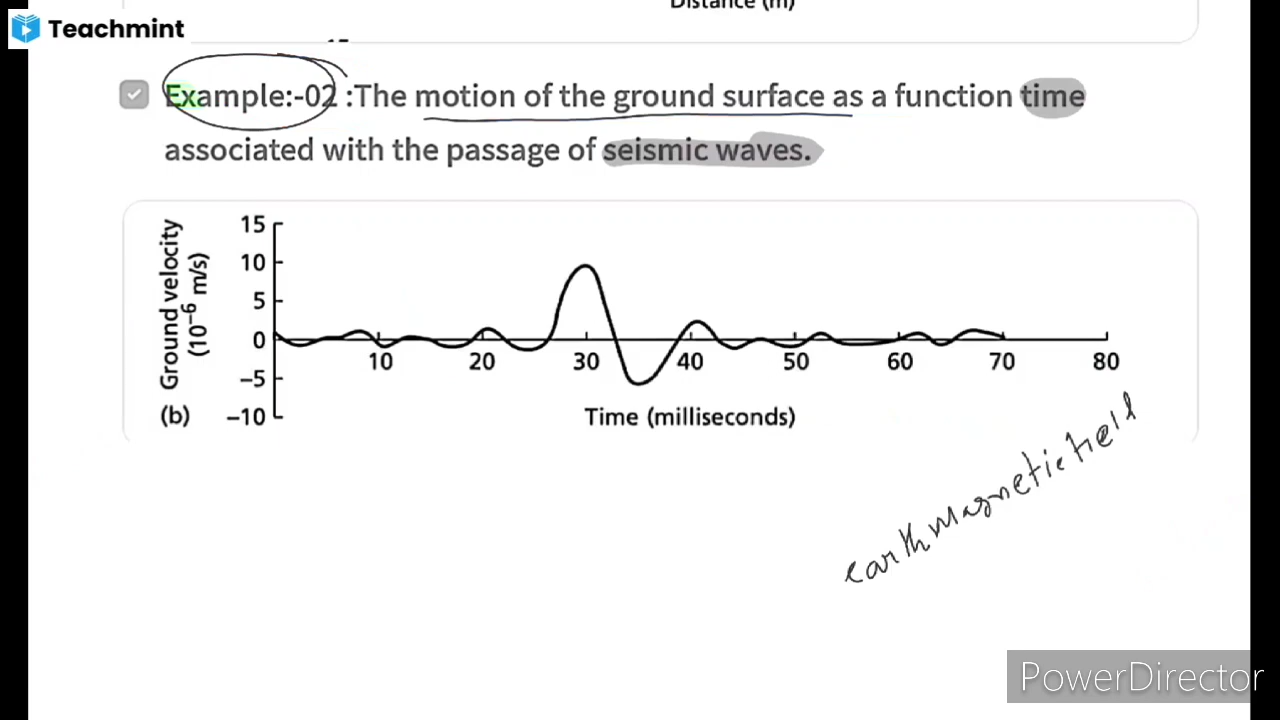 Distance (m)
Teachmint
Example:-02 :The motion of the ground surface as a function time
associated with the passage of seismic waves.
Ground velocity
(10⁻⁶ m/s)
15
10
5
0
−5
−10
10 20 30 40 50 60 70 80
(b)
Time (milliseconds)
earth magnetic field
PowerDirector